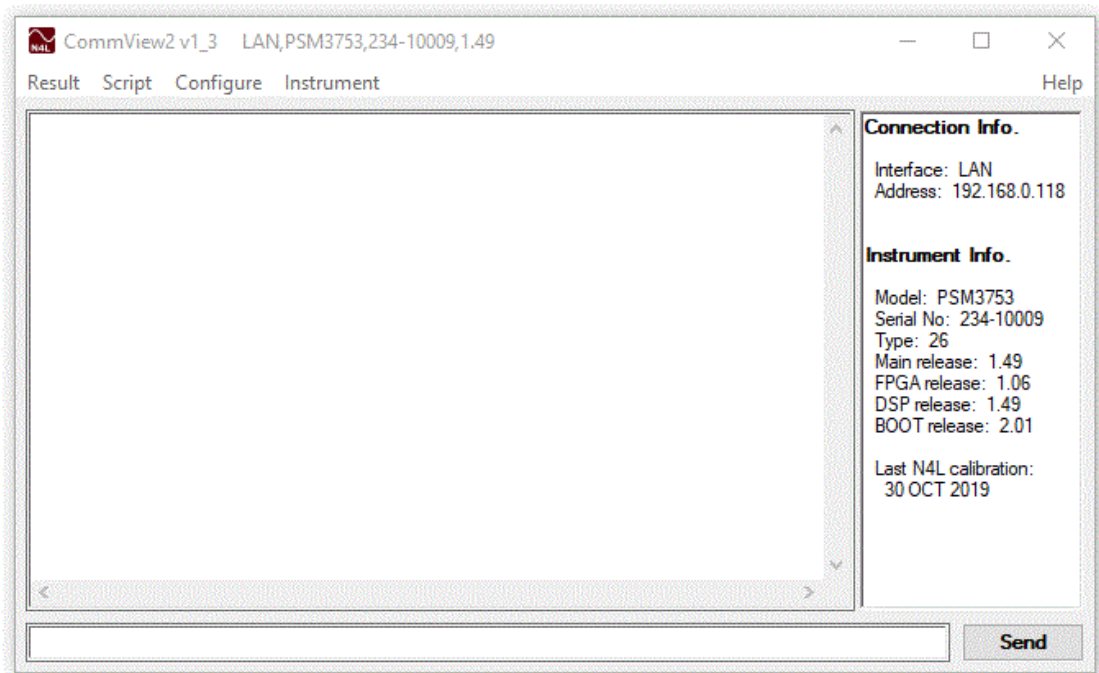 N4L CommView2 v1_3 LAN,PSM3753,234-10009,1.49
Result Script Configure Instrument Help
Connection Info.
Interface: LAN
Address: 192.168.0.118
Instrument Info.
Model: PSM3753
Serial No: 234-10009
Type: 26
Main release: 1.49
FPGA release: 1.06
DSP release: 1.49
BOOT release: 2.01
Last N4L calibration:
30 OCT 2019
Send